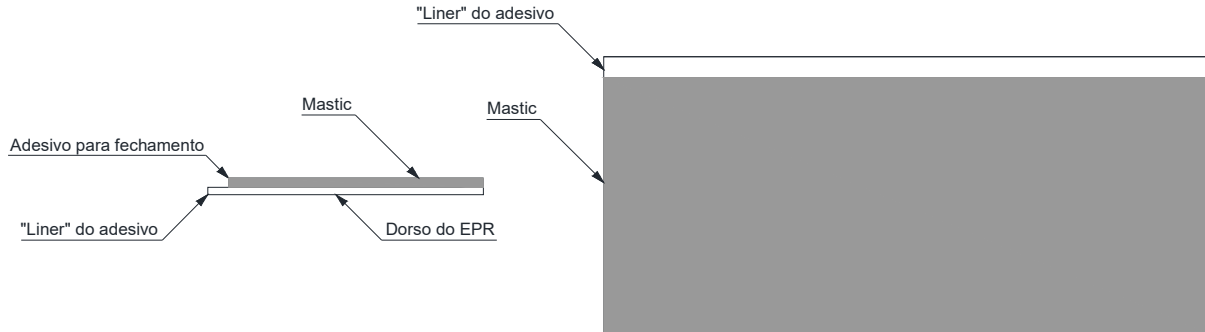 "Liner" do adesivo
Mastic
Mastic
Adesivo para fechamento
"Liner" do adesivo
Dorso do EPR